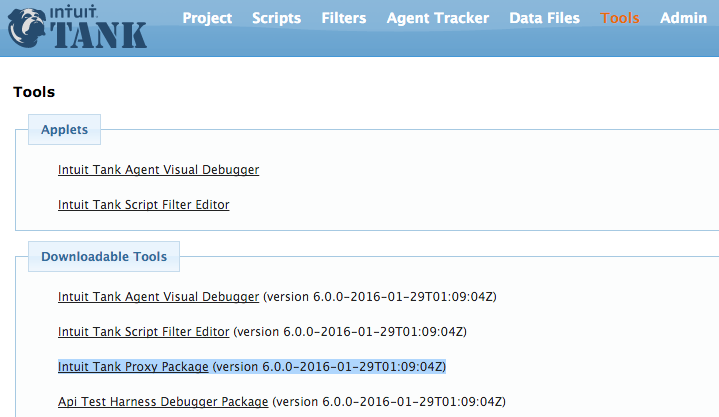 intuit.
TANK
Project Scripts Filters Agent Tracker Data Files Tools Admin
Tools
Applets
Intuit Tank Agent Visual Debugger
Intuit Tank Script Filter Editor
Downloadable Tools
Intuit Tank Agent Visual Debugger (version 6.0.0-2016-01-29T01:09:04Z)
Intuit Tank Script Filter Editor (version 6.0.0-2016-01-29T01:09:04Z)
Intuit Tank Proxy Package (version 6.0.0-2016-01-29T01:09:04Z)
Api Test Harness Debugger Package (version 6.0.0-2016-01-29T01:09:04Z)